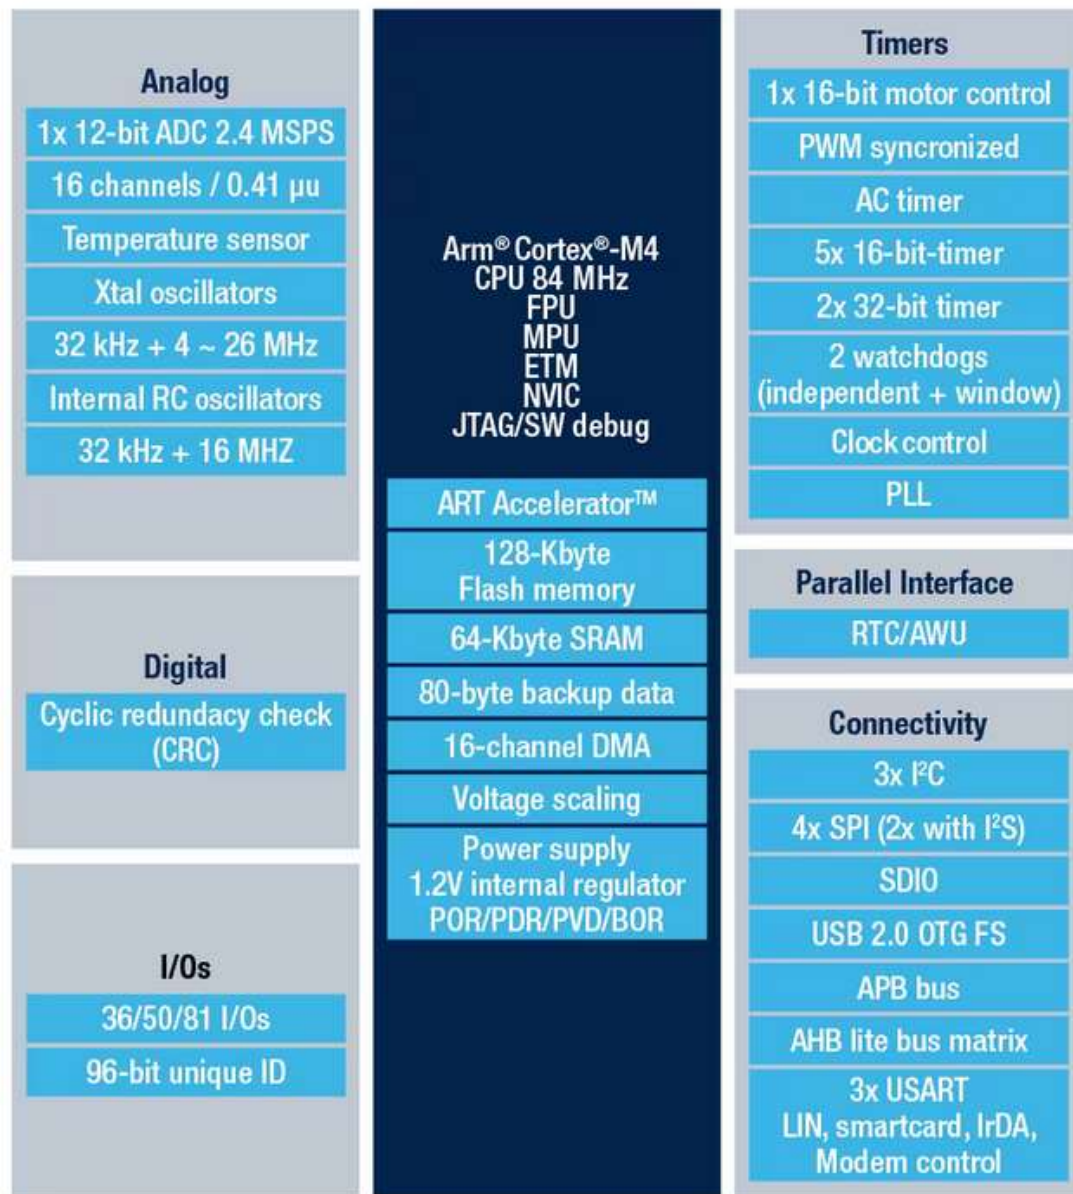 Analog
1x 12-bit ADC 2.4 MSPS
16 channels / 0.41 µu
Temperature sensor
Xtal oscillators
32 kHz + 4 ~ 26 MHz
Internal RC oscillators
32 kHz + 16 MHZ
Digital
Cyclic redundacy check
(CRC)
I/Os
36/50/81 I/Os
96-bit unique ID
Arm® Cortex®-M4
CPU 84 MHz
FPU
MPU
ETM
NVIC
JTAG/SW debug
ART Accelerator™
128-Kbyte
Flash memory
64-Kbyte SRAM
80-byte backup data
16-channel DMA
Voltage scaling
Power supply
1.2V internal regulator
POR/PDR/PVD/BOR
Timers
1x 16-bit motor control
PWM syncronized
AC timer
5x 16-bit-timer
2x 32-bit timer
2 watchdogs
(independent + window)
Clock control
PLL
Parallel Interface
RTC/AWU
Connectivity
3x I²C
4x SPI (2x with I²S)
SDIO
USB 2.0 OTG FS
APB bus
AHB lite bus matrix
3x USART
LIN, smartcard, IrDA,
Modem control